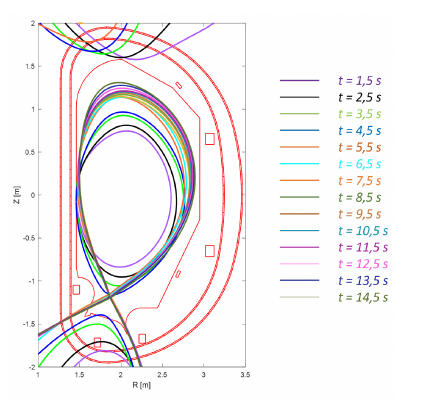 2
1.5
1
0.5
0
-0.5
-1
-1.5
-2
Z [m]
1
1.5
2
2.5
3
3.5
R [m]
t = 1,5 s
t = 2,5 s
t = 3,5 s
t = 4,5 s
t = 5,5 s
t = 6,5 s
t = 7,5 s
t = 8,5 s
t = 9,5 s
t = 10,5 s
t = 11,5 s
t = 12,5 s
t = 13,5 s
t = 14,5 s